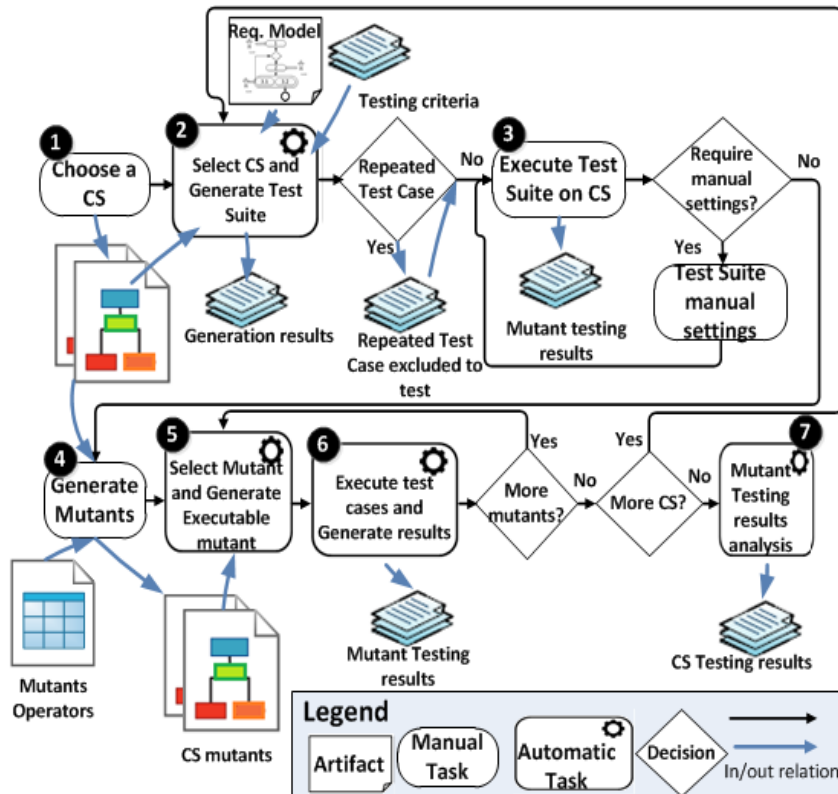 Req. Model
Testing criteria
1
Choose a
CS
2
Select CS and
Generate Test
Suite
Repeated
Test Case
No
Yes
3
Execute Test
Suite on CS
Require
manual
settings?
No
Yes
Test Suite
manual
settings
Generation results
Repeated Test
Case excluded to
test
Mutant testing
results
4
Generate
Mutants
5
Select Mutant
and Generate
Executable
mutant
6
Execute test
cases and
Generate results
Yes
More
mutants?
No
Yes
More CS?
No
7
Mutant
Testing
results
analysis
Mutants
Operators
CS mutants
Mutant Testing
results
CS Testing results
Legend
Artifact
Manual
Task
Automatic
Task
Decision
In/out relation